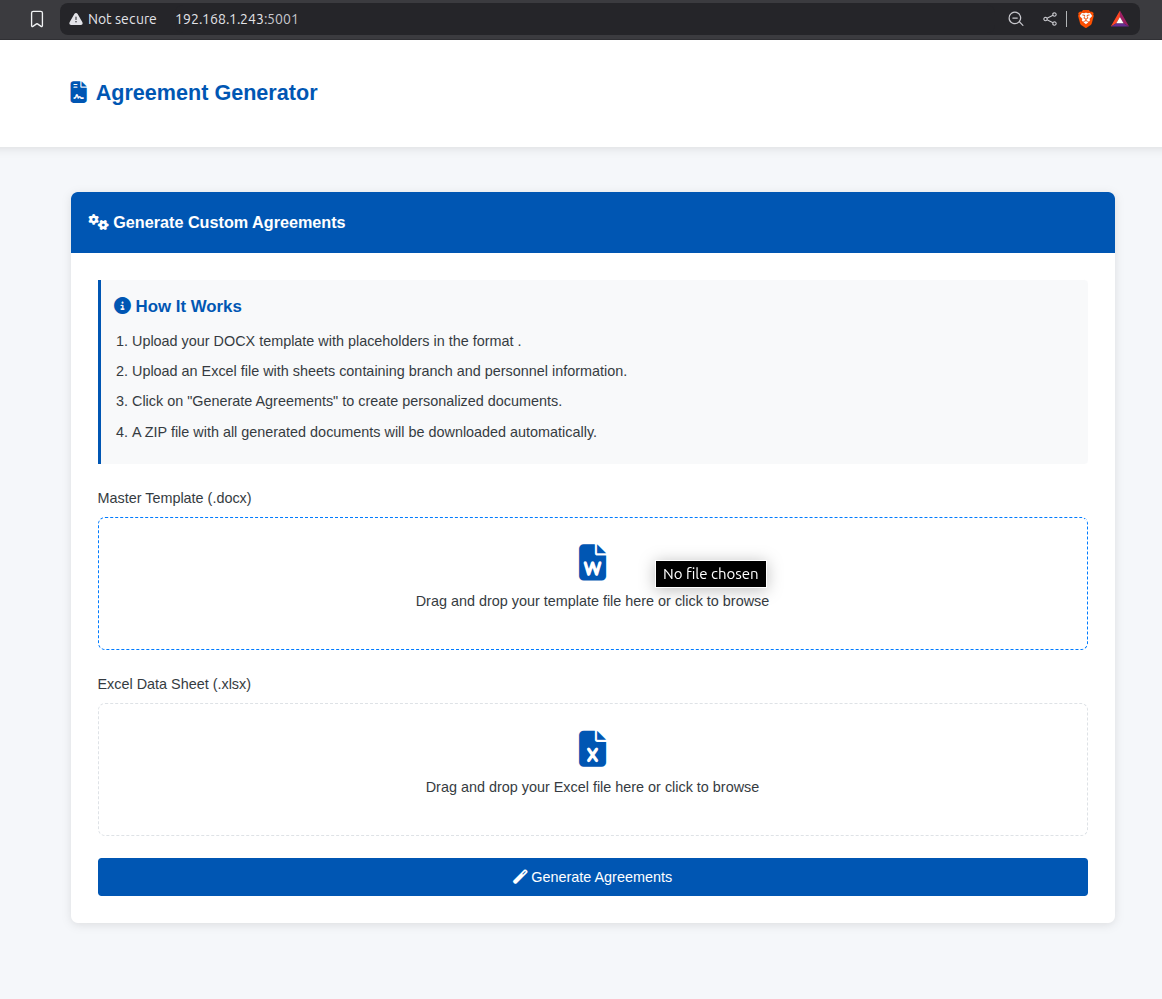 Not secure 192.168.1.243:5001
Agreement Generator
Generate Custom Agreements
How It Works
1. Upload your DOCX template with placeholders in the format .
2. Upload an Excel file with sheets containing branch and personnel information.
3. Click on "Generate Agreements" to create personalized documents.
4. A ZIP file with all generated documents will be downloaded automatically.
Master Template (.docx)
W
No file chosen
Drag and drop your template file here or click to browse
Excel Data Sheet (.xlsx)
X
Drag and drop your Excel file here or click to browse
Generate Agreements